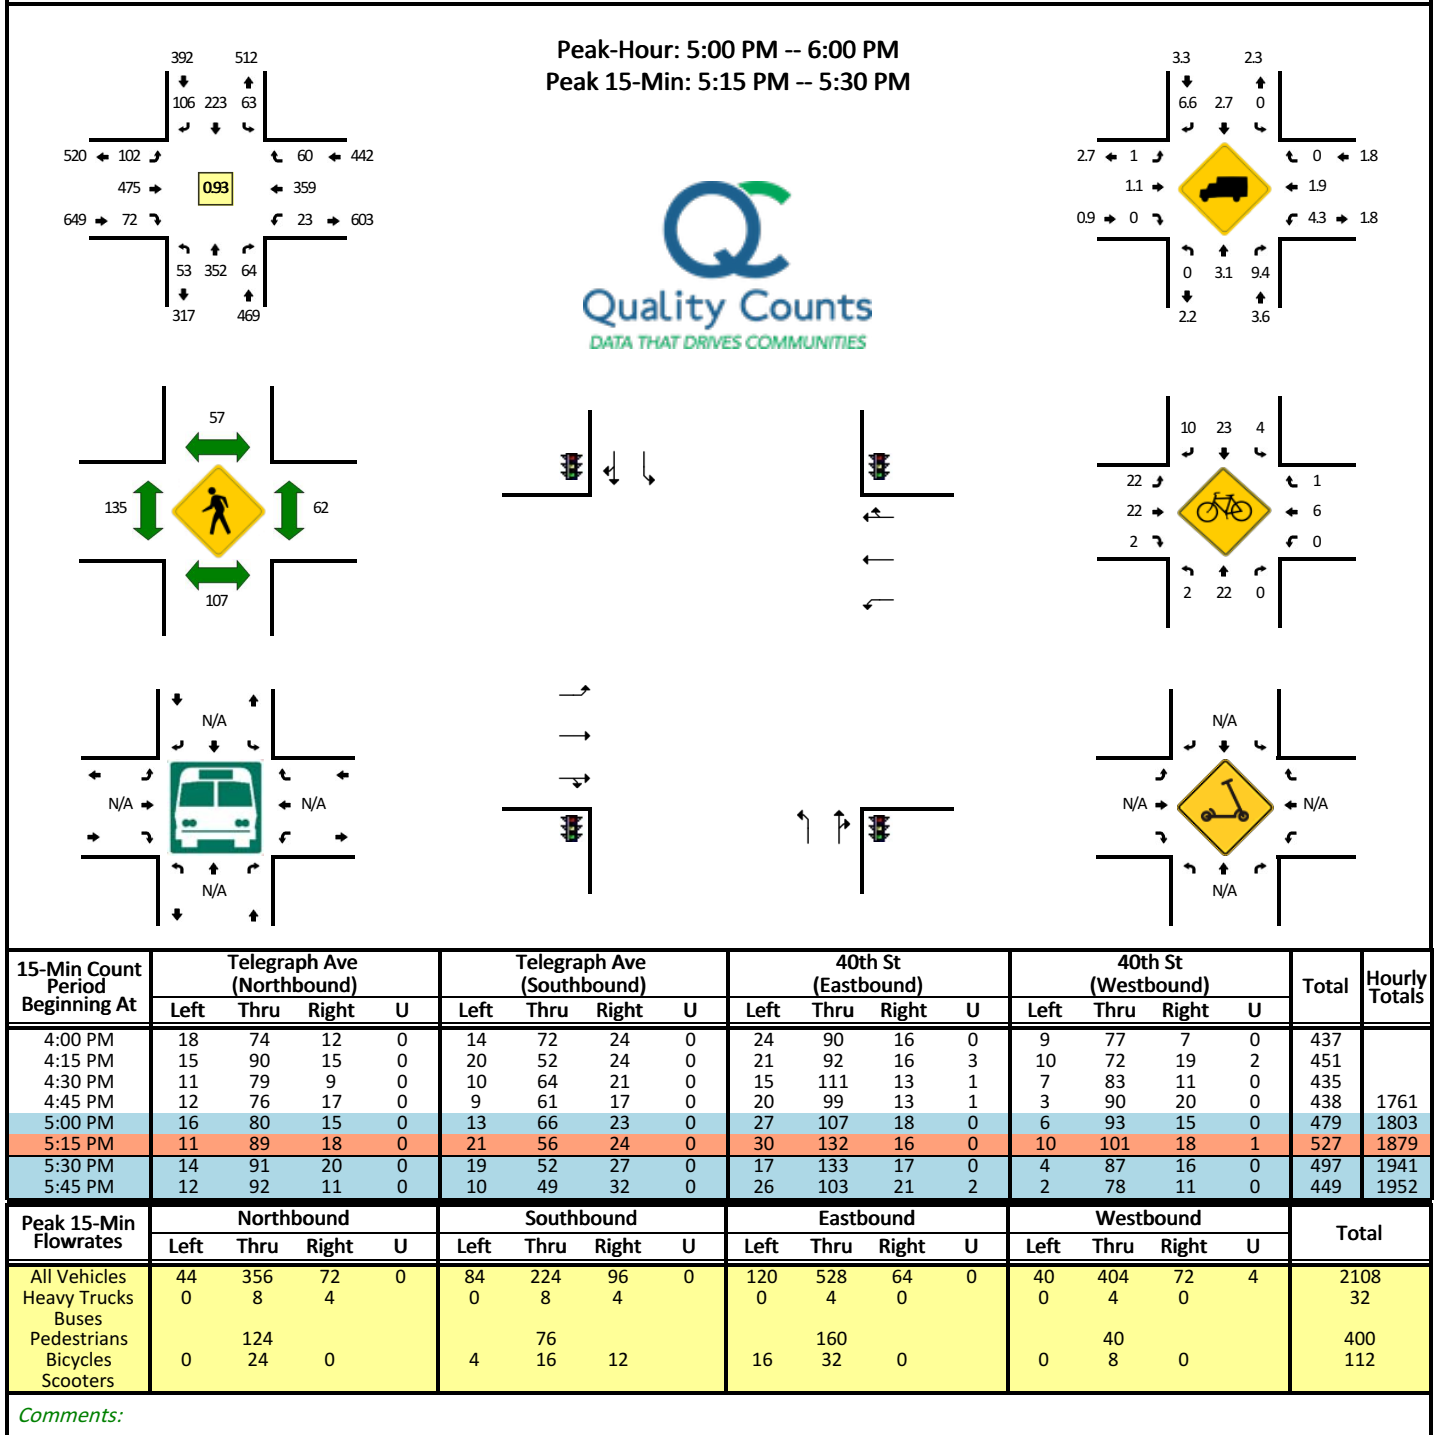 Peak-Hour: 5:00 PM -- 6:00 PM
Peak 15-Min: 5:15 PM -- 5:30 PM
392 512
106 223 63
520 102 60 442
475 0.93 359
649 72 23 603
53 352 64
317 469
QC
Quality Counts
DATA THAT DRIVES COMMUNITIES
3.3 2.3
6.6 2.7 0
2.7 1 0 1.8
1.1 1.9
0.9 0 4.3 1.8
0 3.1 9.4
2.2 3.6
57
135 62
107
10 23 4
22 1
22 6
2 0
2 22 0
N/A
N/A N/A
N/A
N/A
N/A N/A
N/A
15-Min Count Period Beginning At Telegraph Ave (Northbound) Telegraph Ave (Southbound) 40th St (Eastbound) 40th St (Westbound) Total Hourly Totals
Left Thru Right U Left Thru Right U Left Thru Right U Left Thru Right U
4:00 PM 18 74 12 0 14 72 24 0 24 90 16 0 9 77 7 0 437
4:15 PM 15 90 15 0 20 52 24 0 21 92 16 3 10 72 19 2 451
4:30 PM 11 79 9 0 10 64 21 0 15 111 13 1 7 83 11 0 435
4:45 PM 12 76 17 0 9 61 17 0 20 99 13 1 3 90 20 0 438 1761
5:00 PM 16 80 15 0 13 66 23 0 27 107 18 0 6 93 15 0 479 1803
5:15 PM 11 89 18 0 21 56 24 0 30 132 16 0 10 101 18 1 527 1879
5:30 PM 14 91 20 0 19 52 27 0 17 133 17 0 4 87 16 0 497 1941
5:45 PM 12 92 11 0 10 49 32 0 26 103 21 2 2 78 11 0 449 1952
Peak 15-Min Flowrates Northbound Southbound Eastbound Westbound Total
Left Thru Right U Left Thru Right U Left Thru Right U Left Thru Right U
All Vehicles 44 356 72 0 84 224 96 0 120 528 64 0 40 404 72 4 2108
Heavy Trucks 0 8 4 0 8 4 0 4 0 0 4 0 32
Buses
Pedestrians 124 76 160 40 400
Bicycles 0 24 0 4 16 12 16 32 0 0 8 0 112
Scooters
Comments: